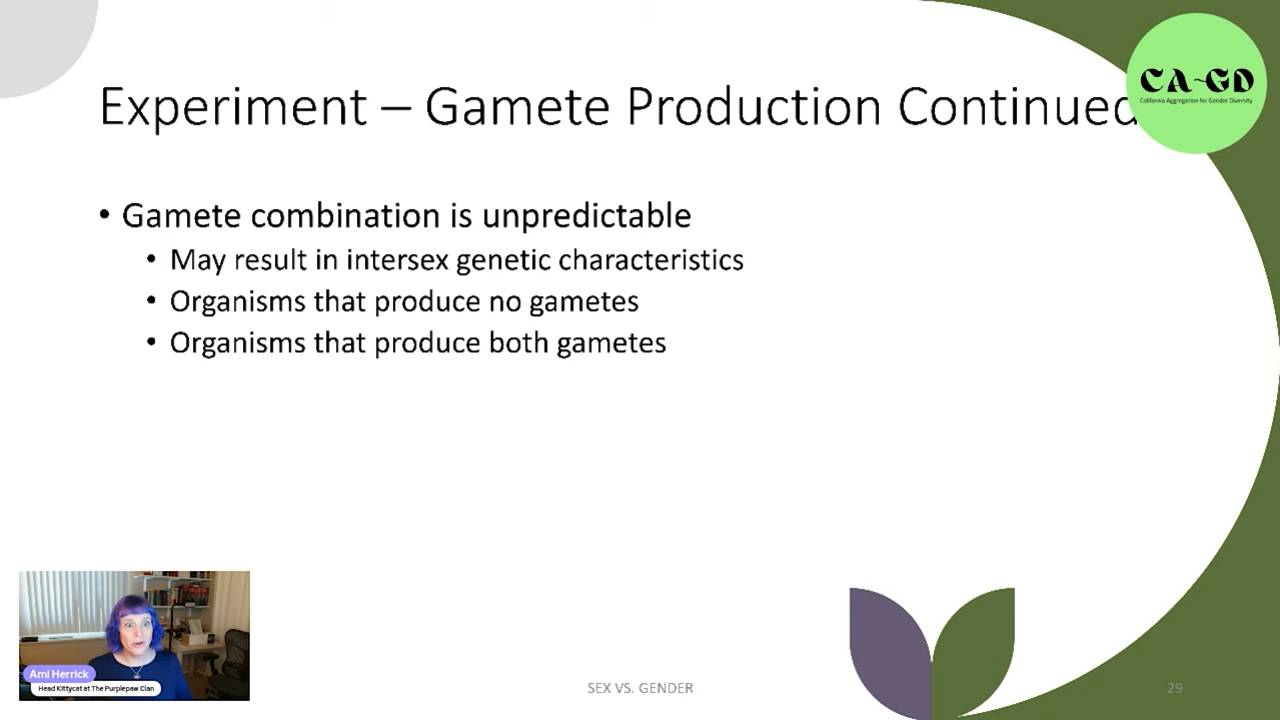 CA~GD
California Aggregation for Gender Diversity
Experiment – Gamete Production Continued
• Gamete combination is unpredictable
• May result in intersex genetic characteristics
• Organisms that produce no gametes
• Organisms that produce both gametes
Ami Herrick
Head Kittycat at The Purplepaw Clan
SEX VS. GENDER
29